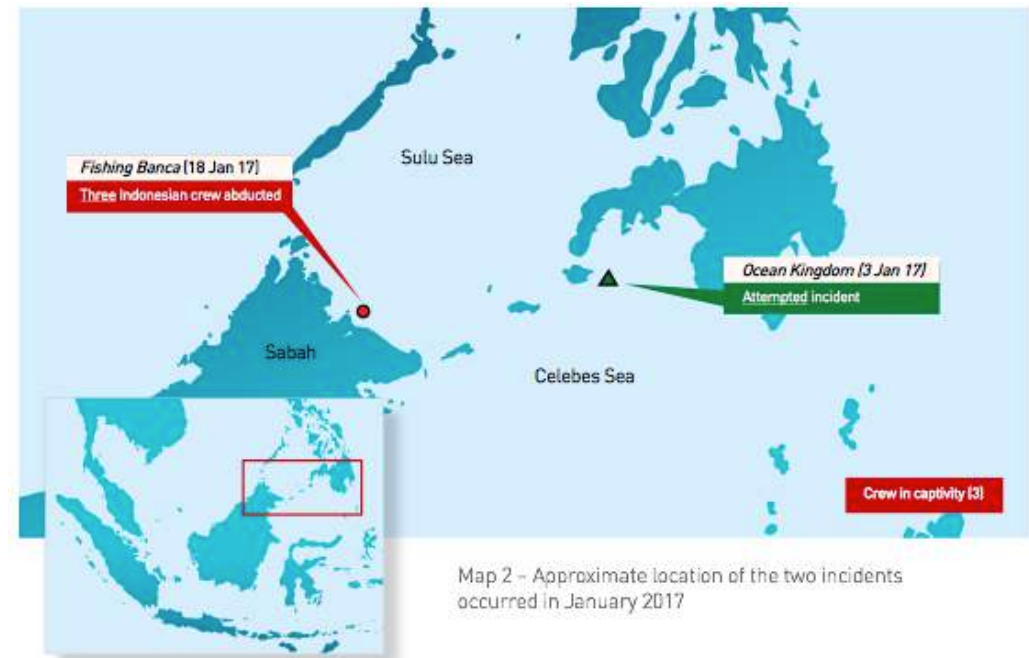 Sulu Sea
Fishing Banca (18 Jan 17)
Three Indonesian crew abducted
Ocean Kingdom (3 Jan 17)
Attempted incident
Sabah
Celebes Sea
Crew in captivity (3)
Map 2 – Approximate location of the two incidents
occurred in January 2017